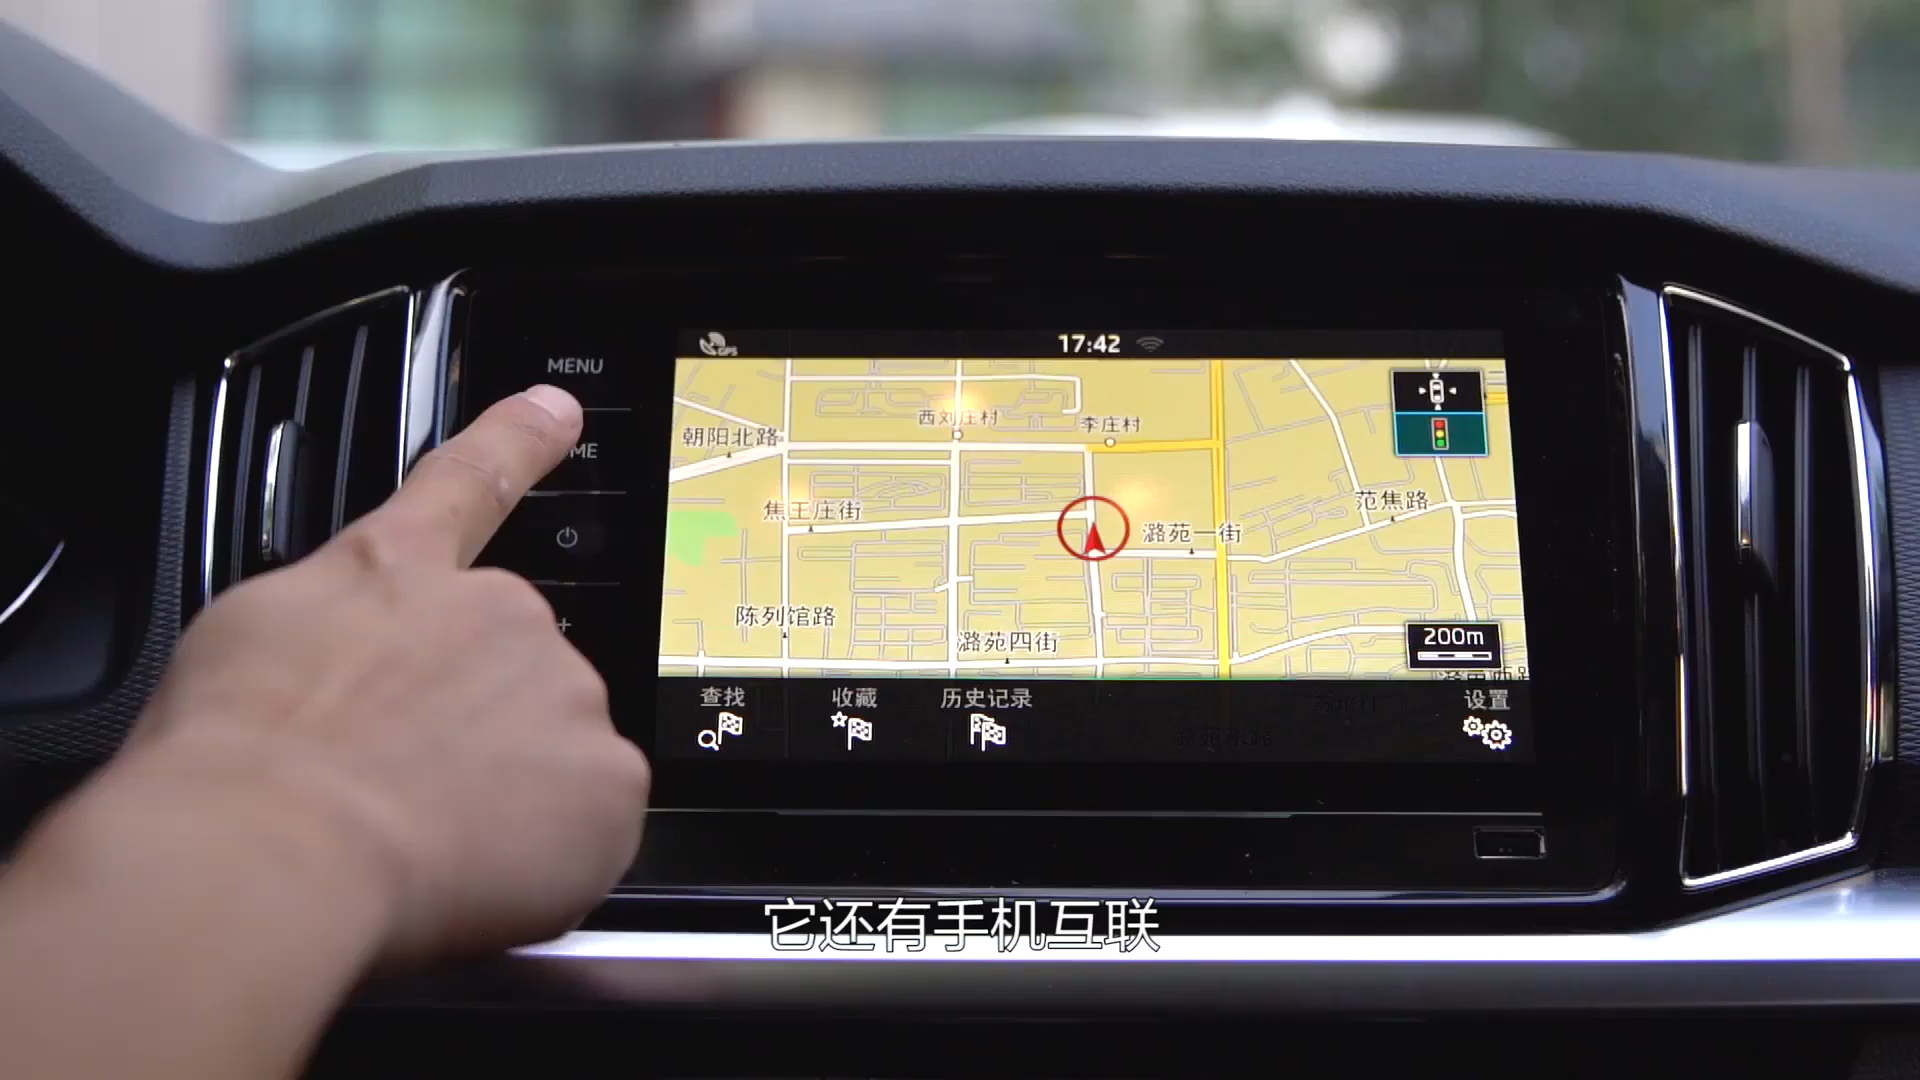 GPS
17:42
MENU
ME
西刘庄村
李庄村
朝阳北路
焦王庄街
范焦路
潞苑一街
陈列馆路
潞苑四街
200m
查找
收藏
历史记录
设置
它还有手机互联